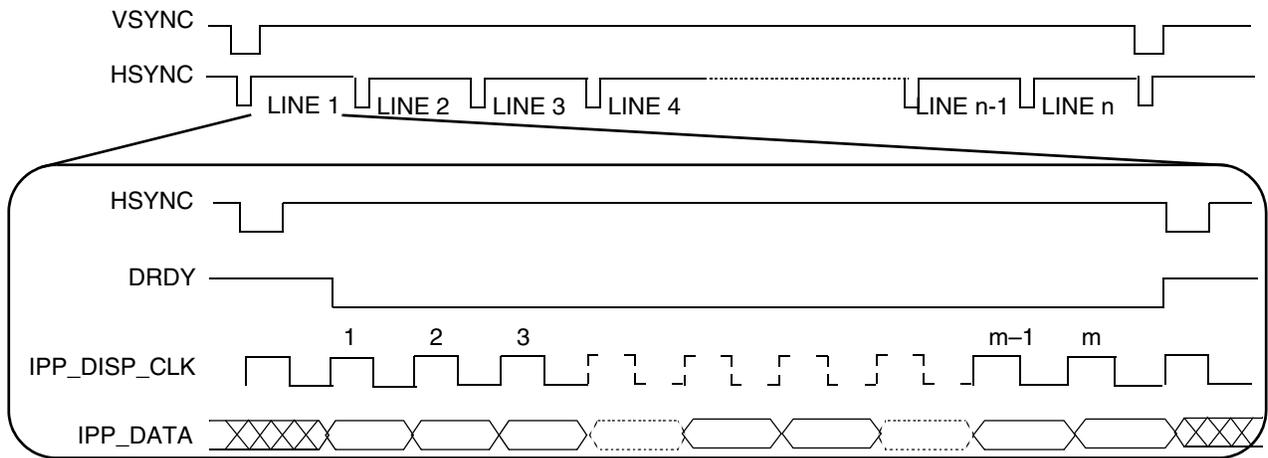 VSYNC
HSYNC
LINE 1 LINE 2 LINE 3 LINE 4 LINE n-1 LINE n
HSYNC
DRDY
1 2 3 m–1 m
IPP_DISP_CLK
IPP_DATA